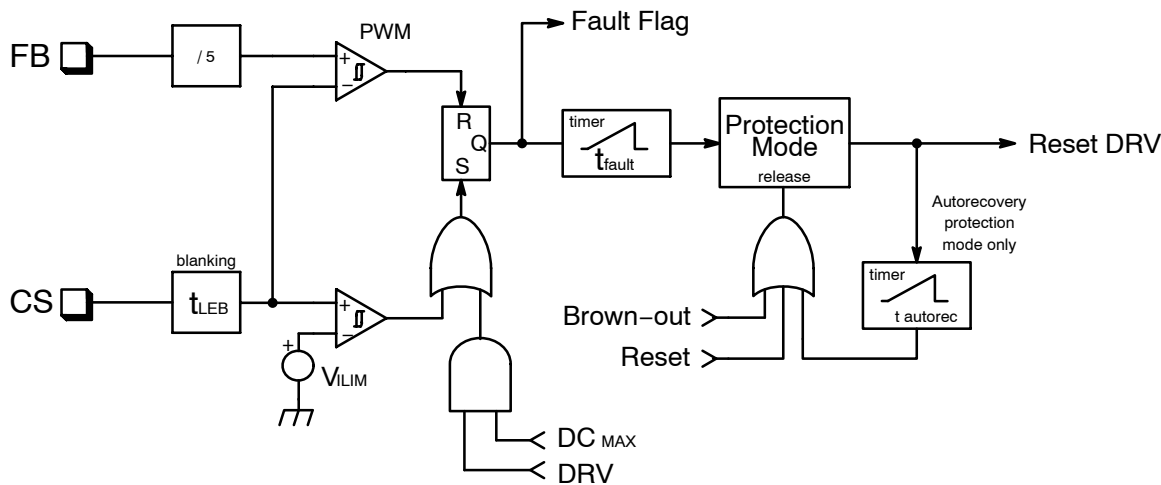 FB
/ 5
+
−
PWM
R
Q
S
Fault Flag
timer
tfault
Protection
Mode
release
Reset DRV
Autorecovery
protection
mode only
timer
t autorec
CS
blanking
tLEB
+
−
+
VILIM
Brown−out
Reset
DC MAX
DRV